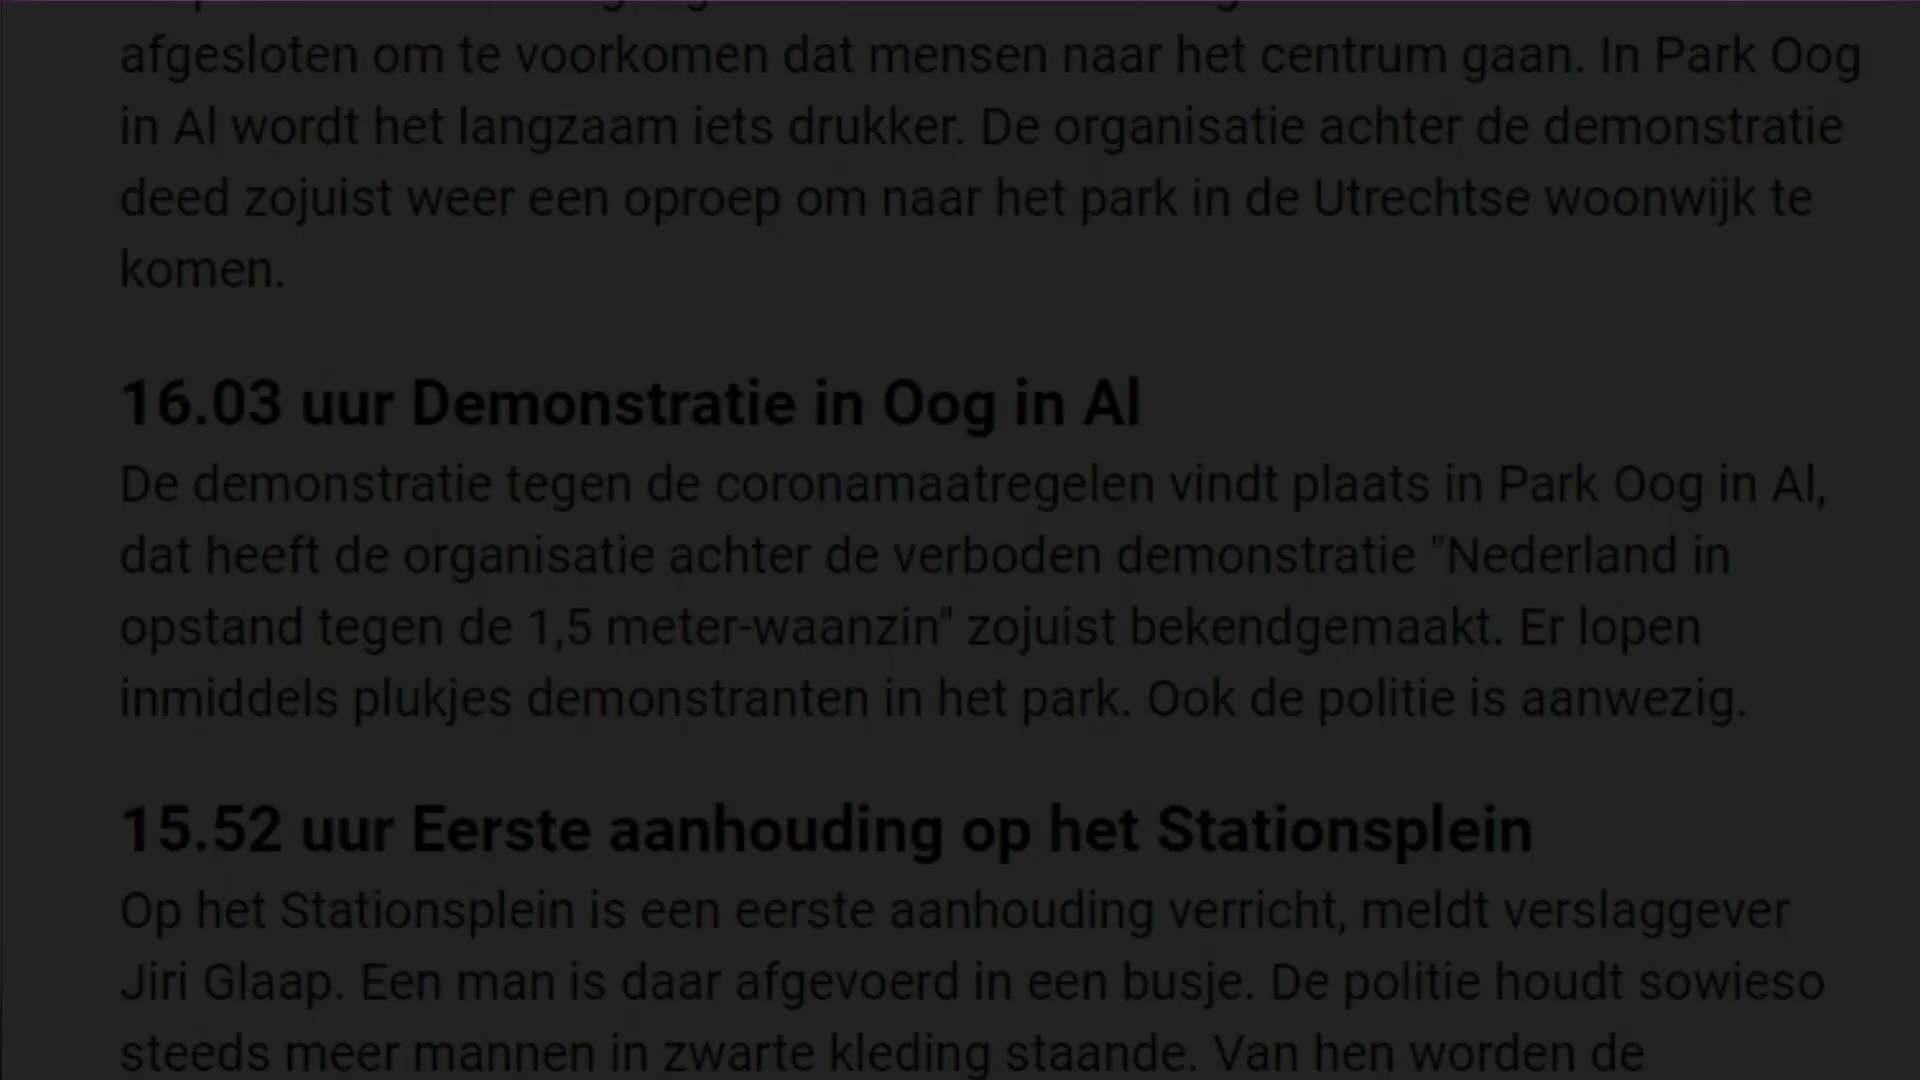 afgesloten om te voorkomen dat mensen naar het centrum gaan. In Park Oog
in Al wordt het langzaam iets drukker. De organisatie achter de demonstratie
deed zojuist weer een oproep om naar het park in de Utrechtse woonwijk te
komen.
16.03 uur Demonstratie in Oog in Al
De demonstratie tegen de coronamaatregelen vindt plaats in Park Oog in Al,
dat heeft de organisatie achter de verboden demonstratie "Nederland in
opstand tegen de 1,5 meter-waanzin" zojuist bekendgemaakt. Er lopen
inmiddels plukjes demonstranten in het park. Ook de politie is aanwezig.
15.52 uur Eerste aanhouding op het Stationsplein
Op het Stationsplein is een eerste aanhouding verricht, meldt verslaggever
Jiri Glaap. Een man is daar afgevoerd in een busje. De politie houdt sowieso
steeds meer mannen in zwarte kleding staande. Van hen worden de